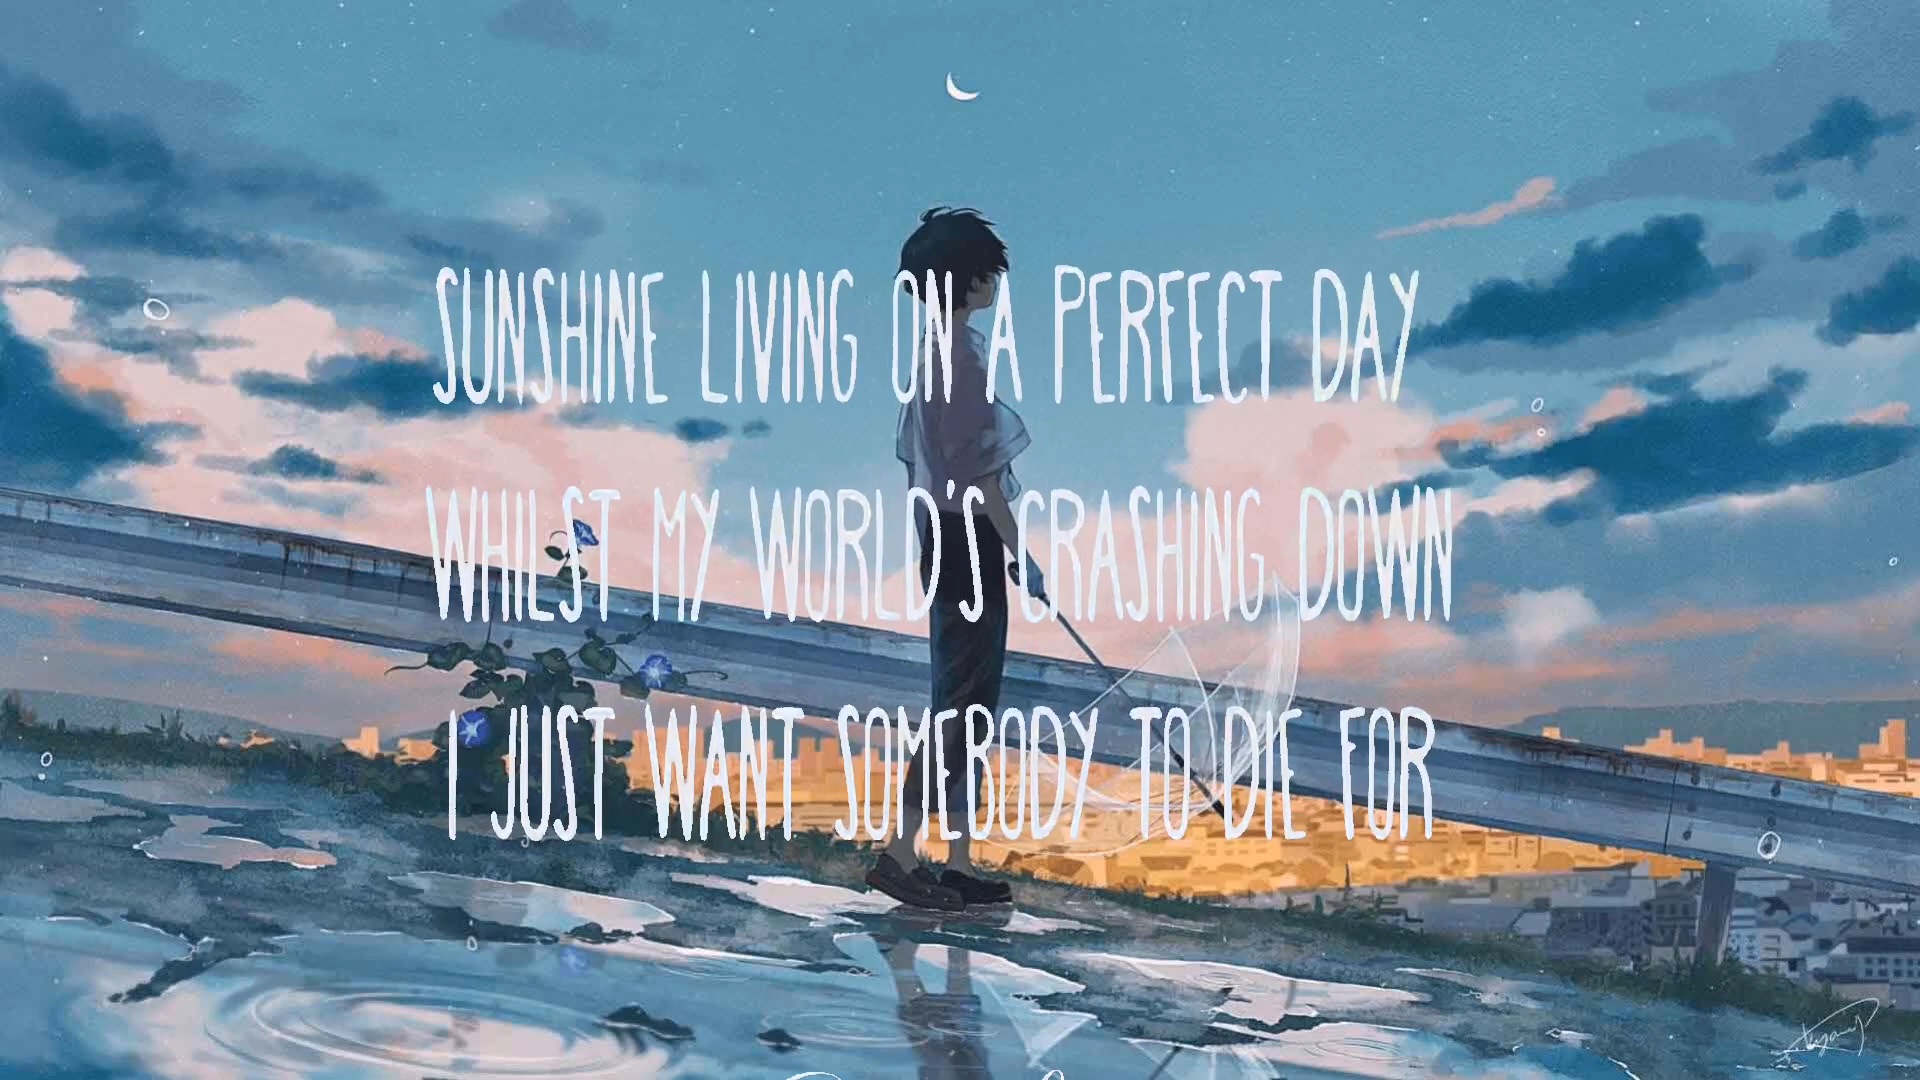 SUNSHINE LIVING ON A PERFECT DAY
WHILST MY WORLD'S CRASHING DOWN
I JUST WANT SOMEBODY TO DIE FOR